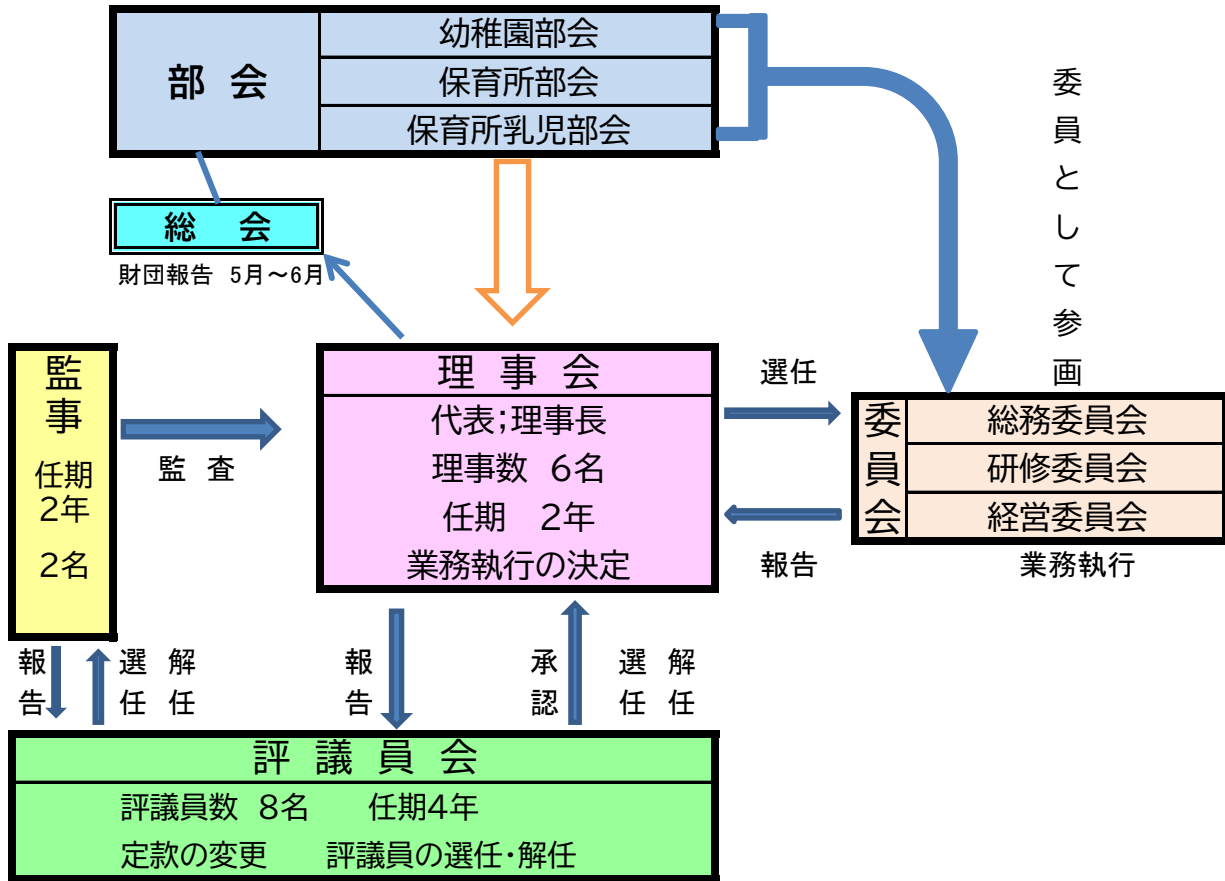 部 会
幼稚園部会
保育所部会
保育所乳児部会
総 会
財団報告 5月～6月
委員として参画
監事
任期
2年
2名
監 査
理 事 会
代表;理事長
理事数 6名
任期 2年
業務執行の決定
選任
報告
委員会
総務委員会
研修委員会
経営委員会
業務執行
報告
選任
解任
報告
承認
選任
解任
評 議 員 会
評議員数 8名 任期4年
定款の変更 評議員の選任･解任